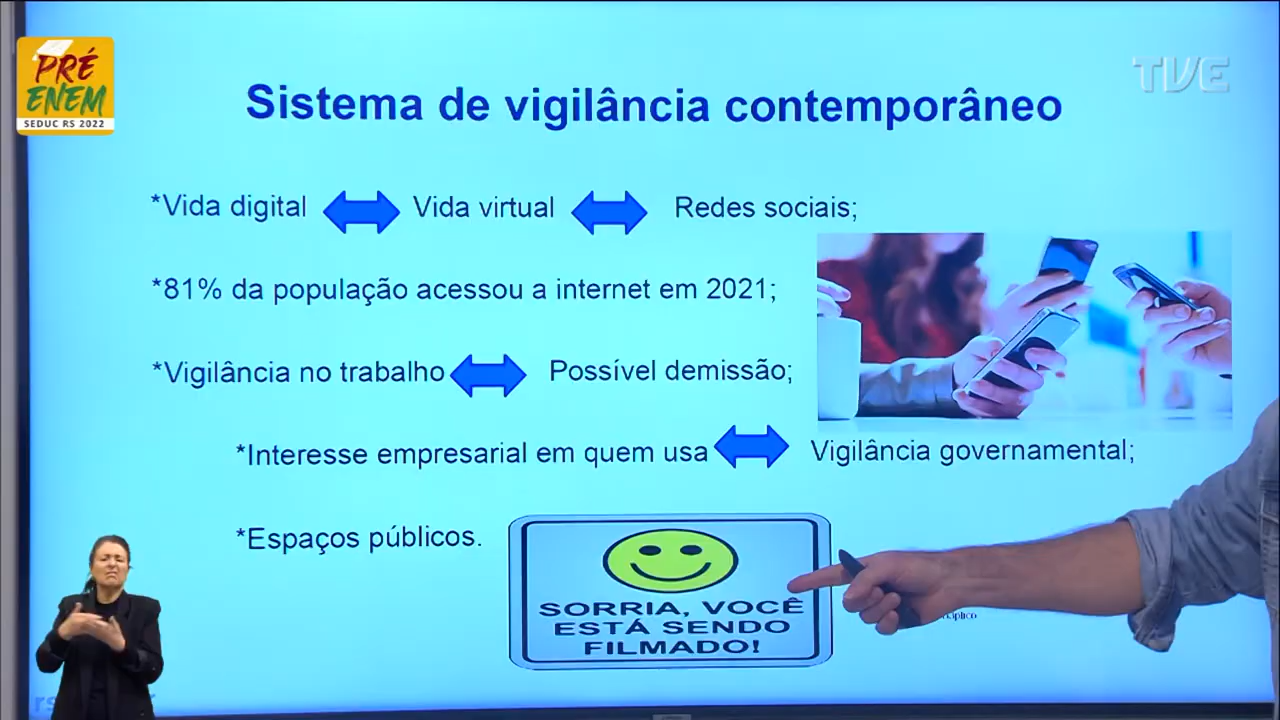 PRÉ
ENEM
SEDUC RS 2022
TVE
Sistema de vigilância contemporâneo
*Vida digital Vida virtual Redes sociais;
*81% da população acessou a internet em 2021;
*Vigilância no trabalho Possível demissão;
*Interesse empresarial em quem usa Vigilância governamental;
*Espaços públicos.
SORRIA, VOCÊ
ESTÁ SENDO
FILMADO!